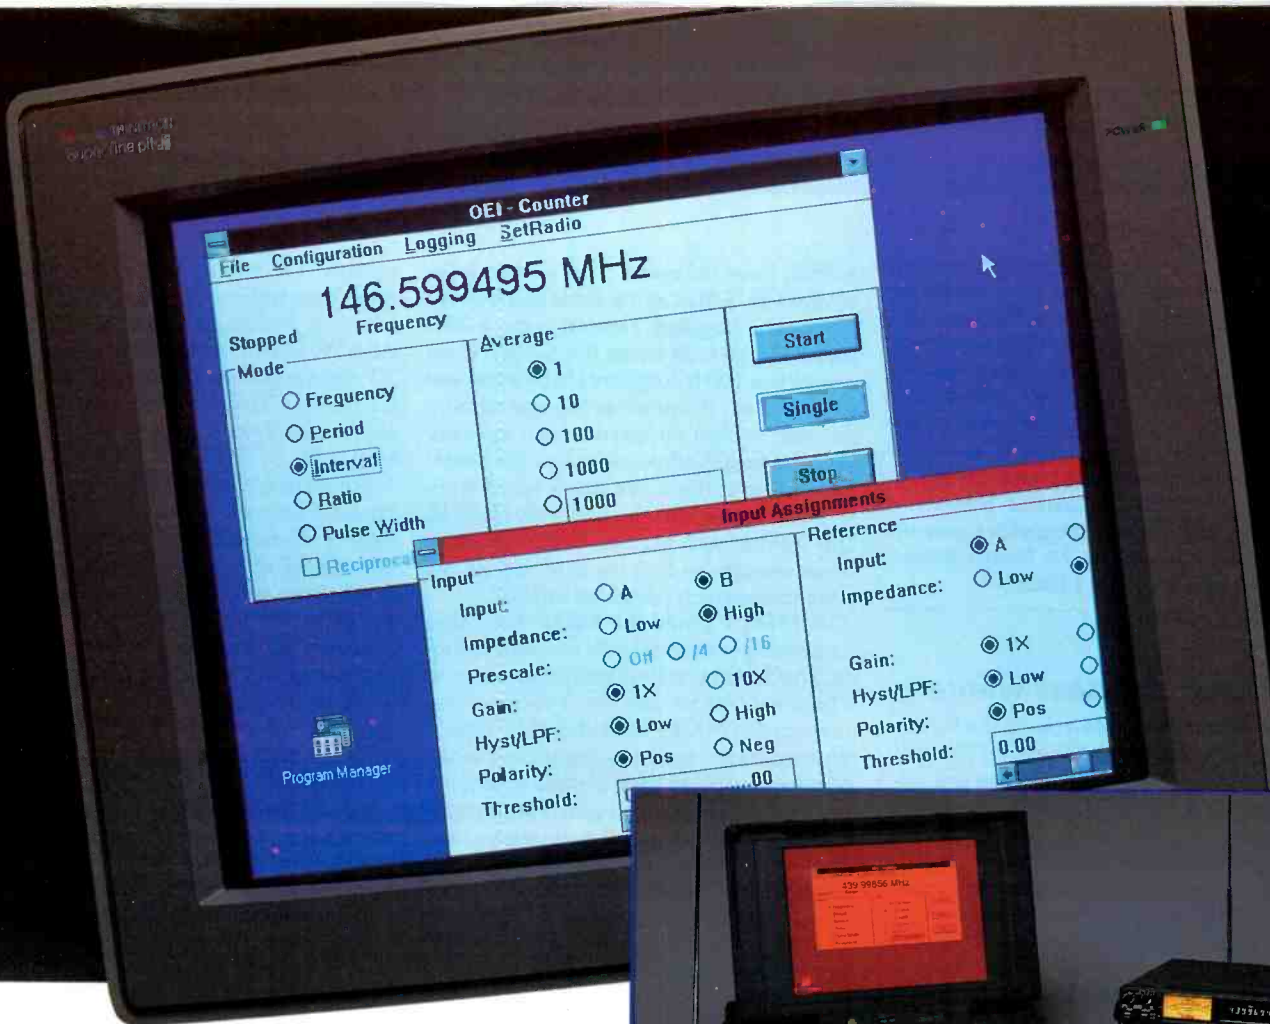 POWER
OEI - Counter
File Configuration Logging SetRadio
146.599495 MHz
Stopped Frequency
Mode
Frequency
Period
Interval
Ratio
Pulse Width
Average
1
10
100
1000
1000
Start
Single
Stop
Input Assignments
Input
Input: A B
Impedance: Low High
Prescale: Off /4 /16
Gain: 1X 10X
Hyst/LPF: Low High
Polarity: Pos Neg
Threshold: .00
Reference
Input: A
Impedance: Low
Gain: 1X
Hyst/LPF: Low
Polarity: Pos
Threshold: 0.00
Program Manager
MHz